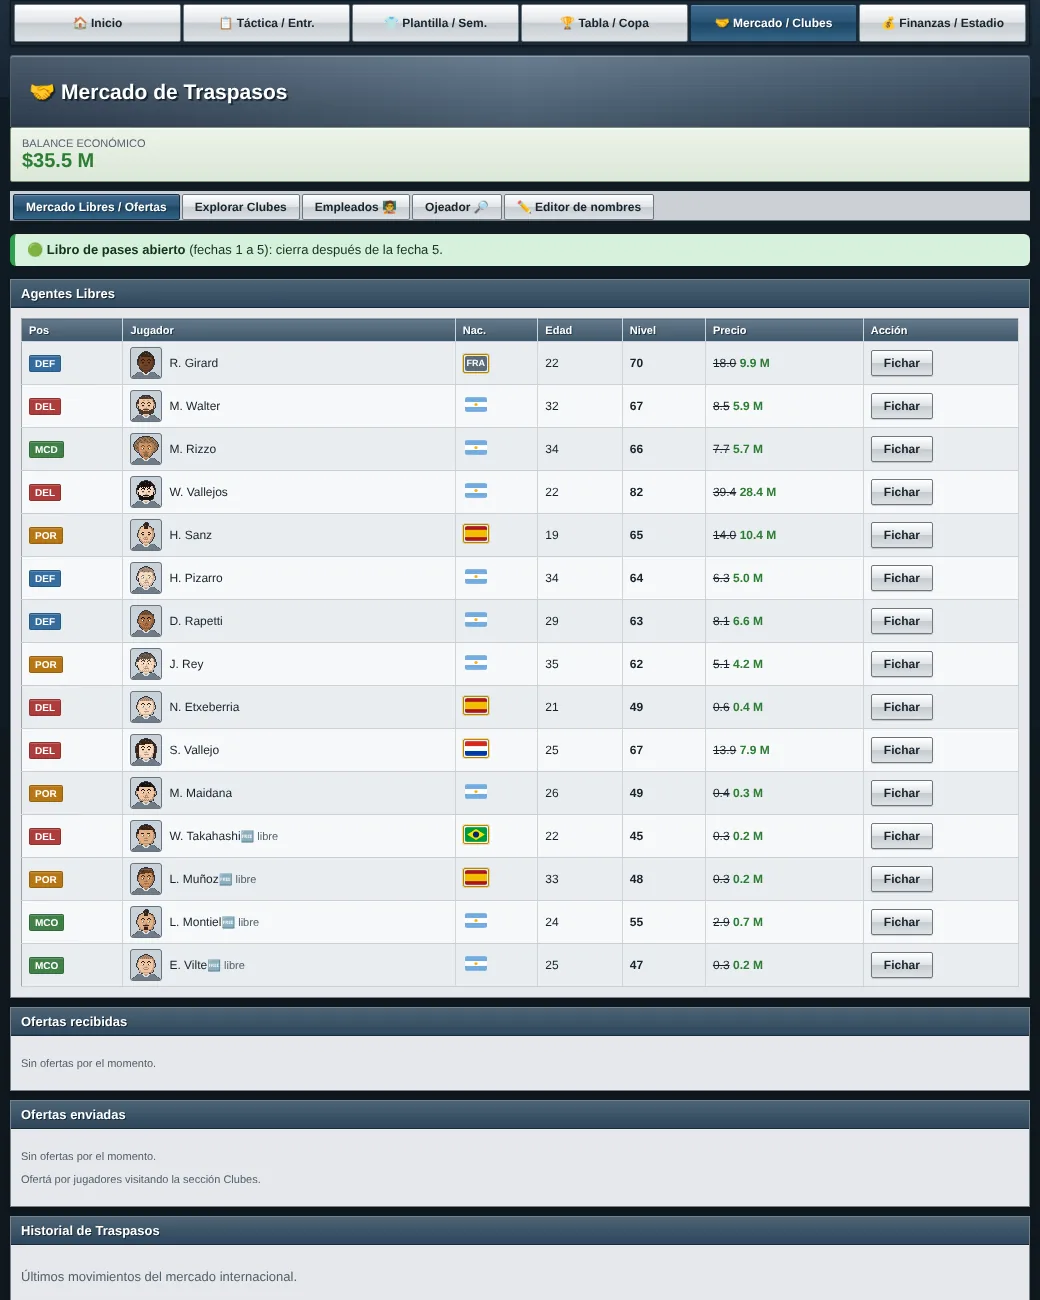 Inicio
Táctica / Entr.
Plantilla / Sem.
Tabla / Copa
Mercado / Clubes
Finanzas / Estadio
Mercado de Traspasos
BALANCE ECONÓMICO
$35.5 M
Mercado Libres / Ofertas
Explorar Clubes
Empleados
Ojeador
Editor de nombres
Libro de pases abierto (fechas 1 a 5): cierra después de la fecha 5.
Agentes Libres
Pos Jugador Nac. Edad Nivel Precio Acción
DEF R. Girard FRA 22 70 18.0 9.9 M Fichar
DEL M. Walter 32 67 8.5 5.9 M Fichar
MCD M. Rizzo 34 66 7.7 5.7 M Fichar
DEL W. Vallejos 22 82 39.4 28.4 M Fichar
POR H. Sanz 19 65 14.0 10.4 M Fichar
DEF H. Pizarro 34 64 6.3 5.0 M Fichar
DEF D. Rapetti 29 63 8.1 6.6 M Fichar
POR J. Rey 35 62 5.1 4.2 M Fichar
DEL N. Etxeberria 21 49 0.6 0.4 M Fichar
DEL S. Vallejo 25 67 13.9 7.9 M Fichar
POR M. Maidana 26 49 0.4 0.3 M Fichar
DEL W. Takahashi libre 22 45 0.3 0.2 M Fichar
POR L. Muñoz libre 33 48 0.3 0.2 M Fichar
MCO L. Montiel libre 24 55 2.9 0.7 M Fichar
MCO E. Vilte libre 25 47 0.3 0.2 M Fichar
Ofertas recibidas
Sin ofertas por el momento.
Ofertas enviadas
Sin ofertas por el momento.
Ofertá por jugadores visitando la sección Clubes.
Historial de Traspasos
Últimos movimientos del mercado internacional.